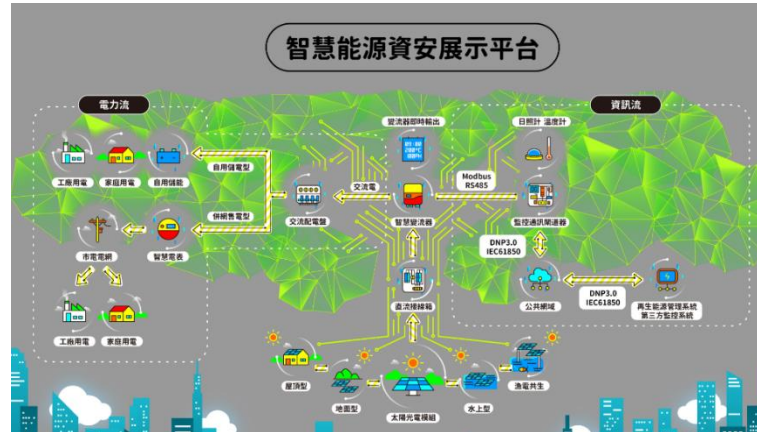 智慧能源資安展示平台
電力流
資訊流
變流器即時輸出
日照計 溫度計
工廠用電
家庭用電
自用儲能
自用儲電型
交流電
Modbus
RS485
交流配電盤
智慧變流器
監控通訊閘道器
併網售電型
DNP3.0
IEC61850
市電電網
智慧電表
直流接線箱
公共網域
DNP3.0
IEC61850
再生能源管理系統
第三方監控系統
工廠用電
家庭用電
屋頂型
地面型
太陽光電模組
水上型
漁電共生